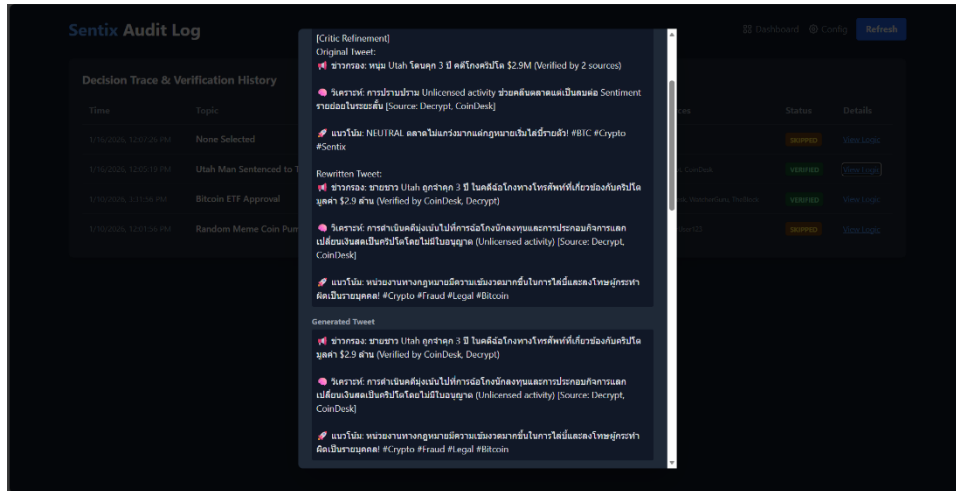 Sentix Audit Log
Dashboard
Config
Refresh
Decision Trace & Verification History
Time
Topic
Status
Details
1/16/2026, 12:07:26 PM
None Selected
SKIPPED
View Logic
1/16/2026, 12:05:19 PM
Utah Man Sentenced to T
CoinDesk
VERIFIED
View Logic
Bitcoin ETF Approval
VERIFIED
View Logic
Random Meme Coin Pum
SKIPPED
View Logic
[Critic Refinement]
Original Tweet:
📢 ข่าวกรอง: หนุ่ม Utah โดนคุก 3 ปี คดีโกงคริปโต $2.9M (Verified by 2 sources)
🧠 วิเคราะห์: การปราบปราม Unlicensed activity ช่วยคลีนตลาดแต่เป็นลบต่อ Sentiment
รายย่อยในระยะสั้น [Source: Decrypt, CoinDesk]
🚀 แนวโน้ม: NEUTRAL ตลาดไม่แกว่งมากแต่กฎหมายเริ่มไล่บี้รายตัว! #BTC #Crypto
#Sentix
Rewritten Tweet:
📢 ข่าวกรอง: ชายชาว Utah ถูกจำคุก 3 ปี ในคดีฉ้อโกงทางโทรศัพท์ที่เกี่ยวข้องกับคริปโต
มูลค่า $2.9 ล้าน (Verified by CoinDesk, Decrypt)
🧠 วิเคราะห์: การดำเนินคดีมุ่งเน้นไปที่การฉ้อโกงนักลงทุนและการประกอบกิจการแลก
เปลี่ยนเงินสดเป็นคริปโตโดยไม่มีใบอนุญาต (Unlicensed activity) [Source: Decrypt,
CoinDesk]
🚀 แนวโน้ม: หน่วยงานทางกฎหมายมีความเข้มงวดมากขึ้นในการไล่บี้และลงโทษผู้กระทำ
ผิดเป็นรายบุคคล! #Crypto #Fraud #Legal #Bitcoin
Generated Tweet
📢 ข่าวกรอง: ชายชาว Utah ถูกจำคุก 3 ปี ในคดีฉ้อโกงทางโทรศัพท์ที่เกี่ยวข้องกับคริปโต
มูลค่า $2.9 ล้าน (Verified by CoinDesk, Decrypt)
🧠 วิเคราะห์: การดำเนินคดีมุ่งเน้นไปที่การฉ้อโกงนักลงทุนและการประกอบกิจการแลก
เปลี่ยนเงินสดเป็นคริปโตโดยไม่มีใบอนุญาต (Unlicensed activity) [Source: Decrypt,
CoinDesk]
🚀 แนวโน้ม: หน่วยงานทางกฎหมายมีความเข้มงวดมากขึ้นในการไล่บี้และลงโทษผู้กระทำ
ผิดเป็นรายบุคคล! #Crypto #Fraud #Legal #Bitcoin